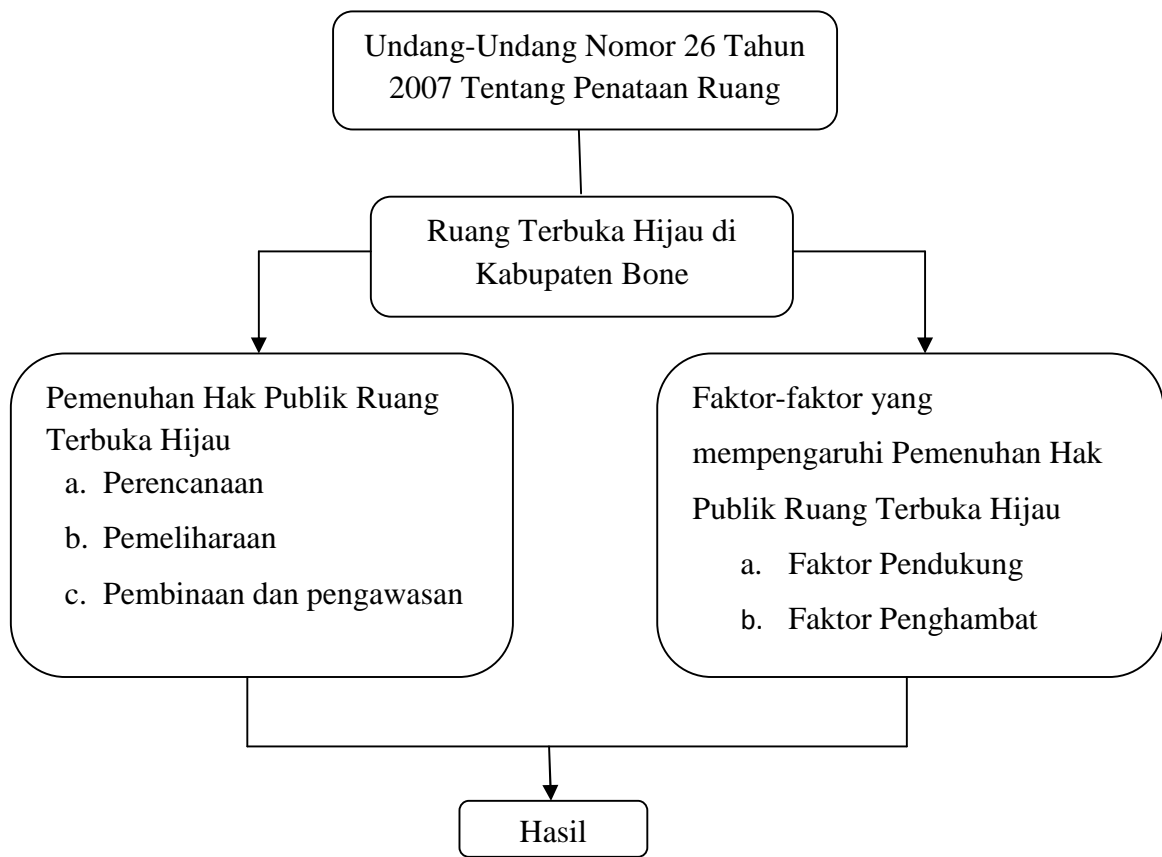 Undang-Undang Nomor 26 Tahun
2007 Tentang Penataan Ruang
Ruang Terbuka Hijau di
Kabupaten Bone
Pemenuhan Hak Publik Ruang
Terbuka Hijau
a. Perencanaan
b. Pemeliharaan
c. Pembinaan dan pengawasan
Faktor-faktor yang
mempengaruhi Pemenuhan Hak
Publik Ruang Terbuka Hijau
a. Faktor Pendukung
b. Faktor Penghambat
Hasil